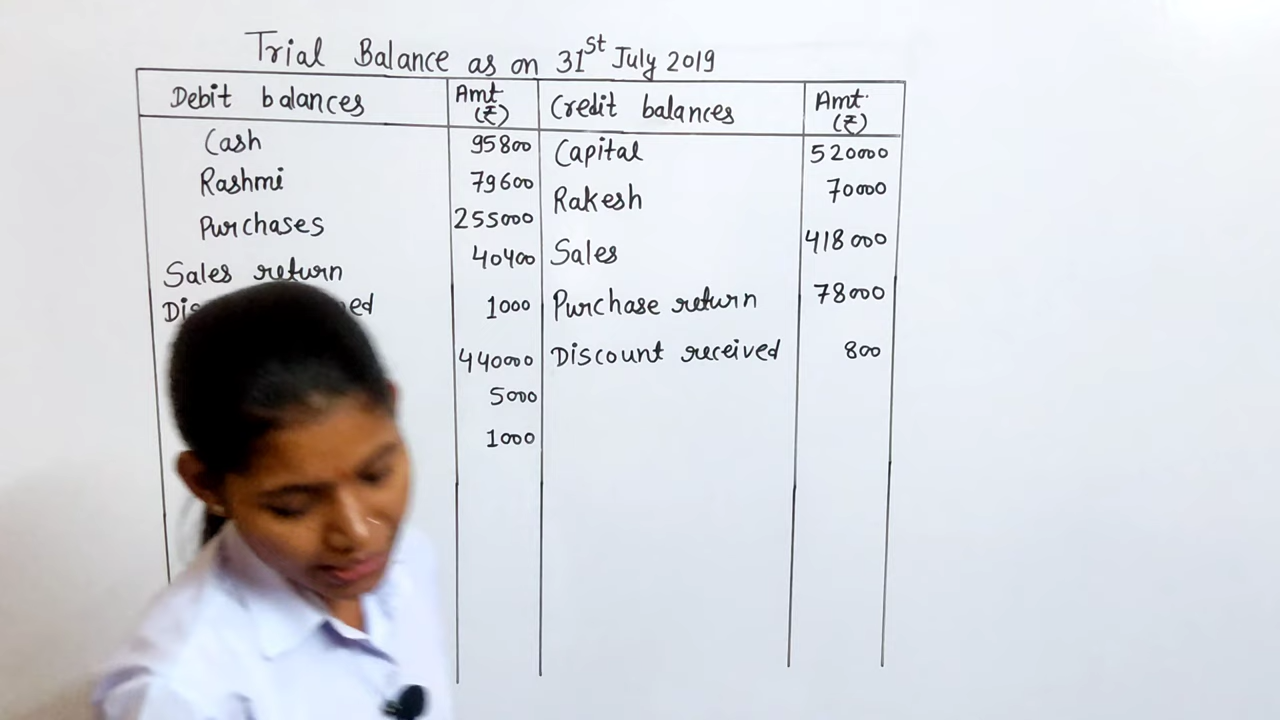 Trial Balance as on 31st July 2019
Debit balances Amt. (₹) Credit balances Amt. (₹)
Cash 95800 Capital 520000
Rashmi 79600 Rakesh 70000
Purchases 255000 Sales 418000
Sales return 40400 Purchase return 78000
1000 Discount received 800
440000
5000
1000